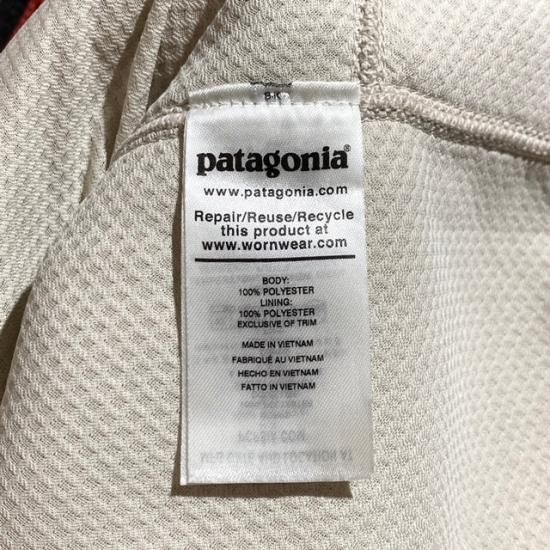 patagonia®
www.patagonia.com
Repair/Reuse/Recycle
this product at
www.wornwear.com
BODY:
100% POLYESTER
LINING:
100% POLYESTER
EXCLUSIVE OF TRIM
MADE IN VIETNAM
FABRIQUÉ AU VIETNAM
HECHO EN VIETNAM
FATTO IN VIETNAM